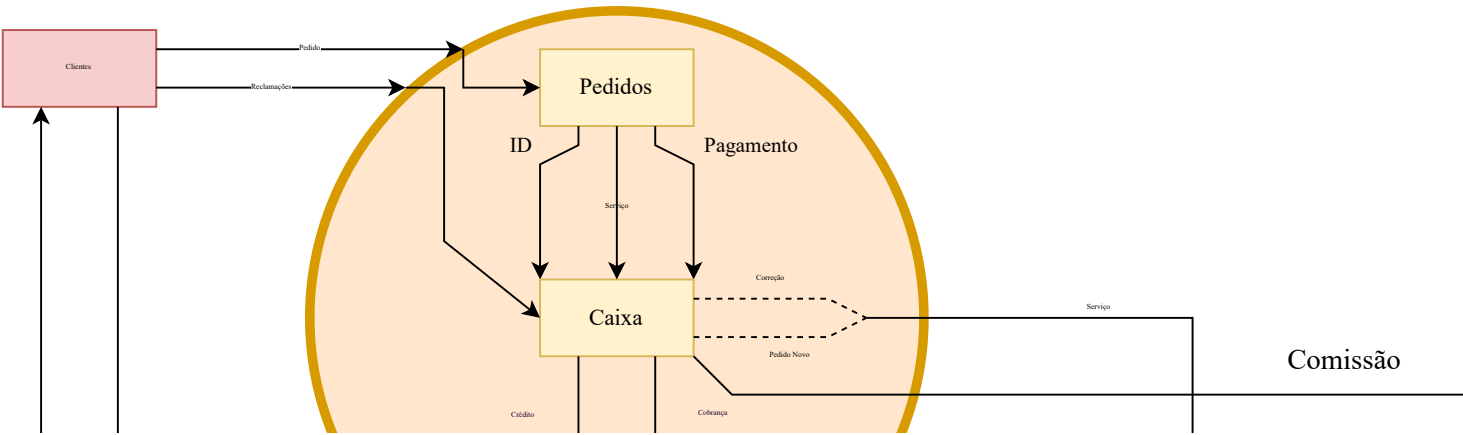 Pedido
Clientes
Reclamações
Pedidos
ID
Pagamento
Serviço
Correção
Caixa
Serviço
Pedido Novo
Comissão
Crédito
Cobrança